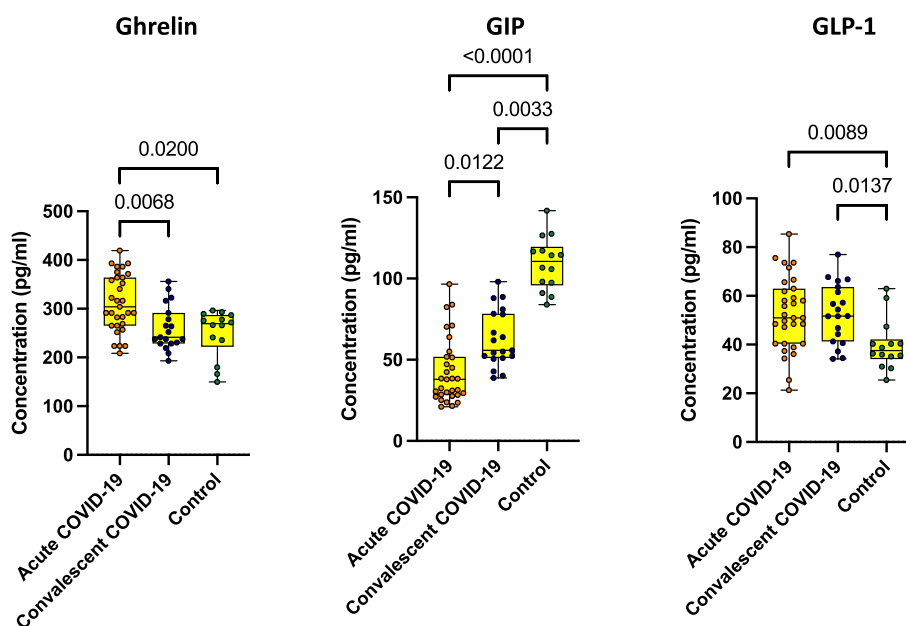 Ghrelin
GIP
GLP-1
<0.0001
0.0033
0.0122
0.0200
0.0068
0.0089
0.0137
Concentration (pg/ml)
500
400
300
200
100
0
Acute COVID-19
Convalescent COVID-19
Control
Concentration (pg/ml)
150
100
50
0
Acute COVID-19
Convalescent COVID-19
Control
Concentration (pg/ml)
100
80
60
40
20
0
Acute COVID-19
Convalescent COVID-19
Control